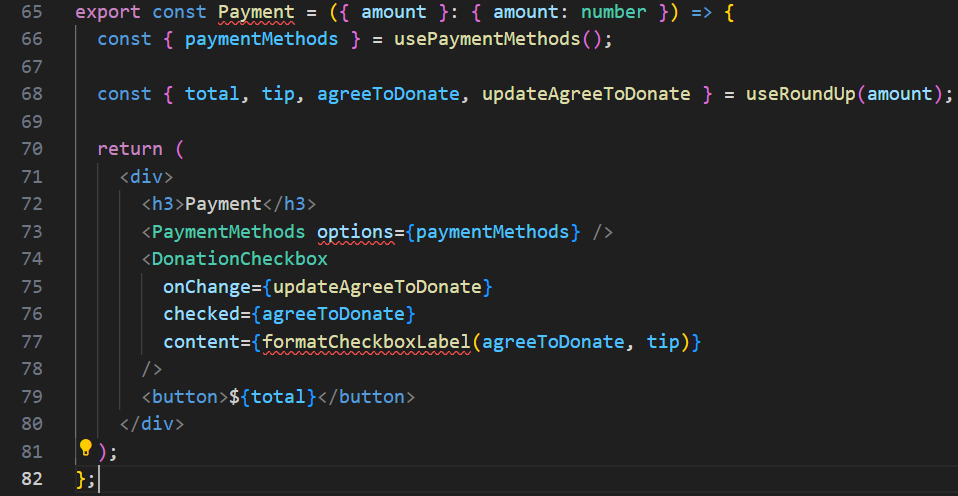 65 export const Payment = ({ amount }: { amount: number }) => {
66   const { paymentMethods } = usePaymentMethods();
67
68   const { total, tip, agreeToDonate, updateAgreeToDonate } = useRoundUp(amount);
69
70   return (
71     <div>
72       <h3>Payment</h3>
73       <PaymentMethods options={paymentMethods} />
74       <DonationCheckbox
75         onChange={updateAgreeToDonate}
76         checked={agreeToDonate}
77         content={formatCheckboxLabel(agreeToDonate, tip)}
78       />
79       <button>${total}</button>
80     </div>
81   );
82 };